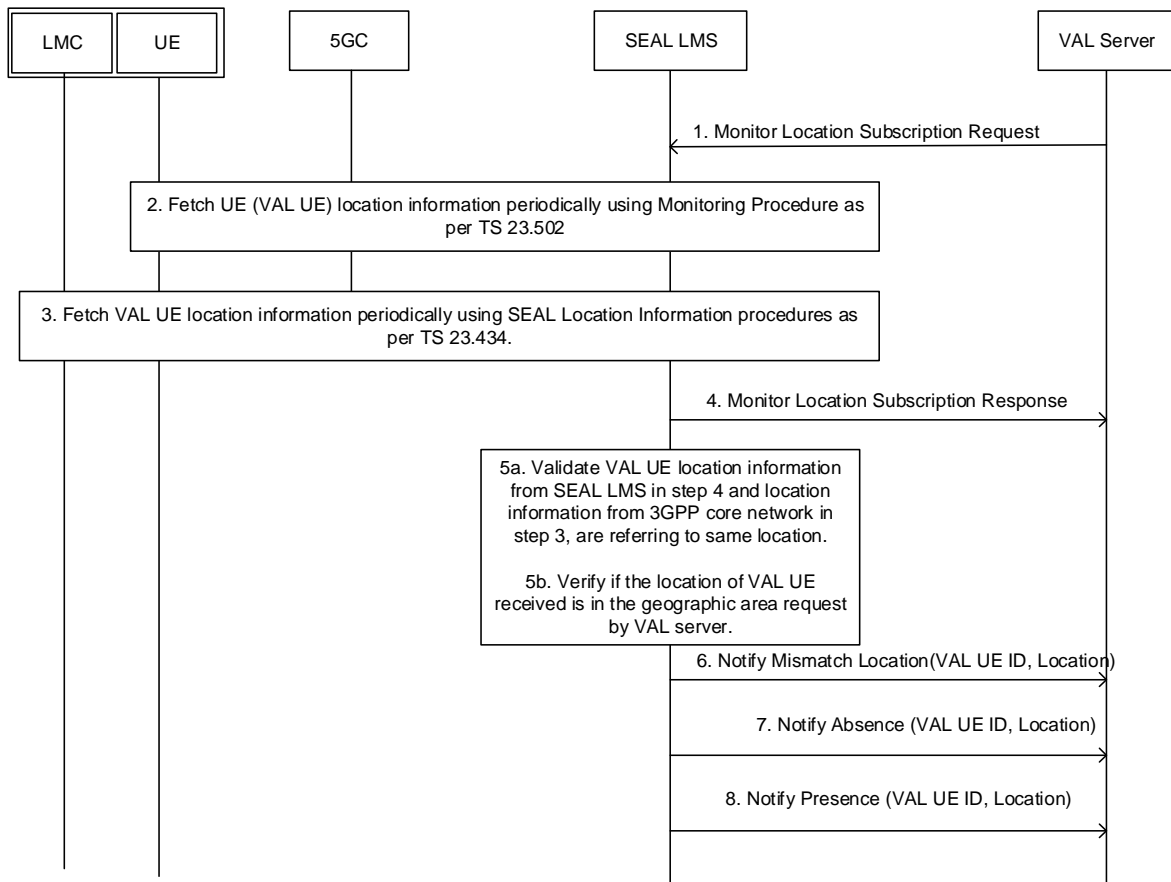 LMC
UE
5GC
SEAL LMS
VAL Server
1. Monitor Location Subscription Request
2. Fetch UE (VAL UE) location information periodically using Monitoring Procedure as
per TS 23.502
3. Fetch VAL UE location information periodically using SEAL Location Information procedures as
per TS 23.434.
4. Monitor Location Subscription Response
5a. Validate VAL UE location information
from SEAL LMS in step 4 and location
information from 3GPP core network in
step 3, are referring to same location.
5b. Verify if the location of VAL UE
received is in the geographic area request
by VAL server.
6. Notify Mismatch Location(VAL UE ID, Location)
7. Notify Absence (VAL UE ID, Location)
8. Notify Presence (VAL UE ID, Location)